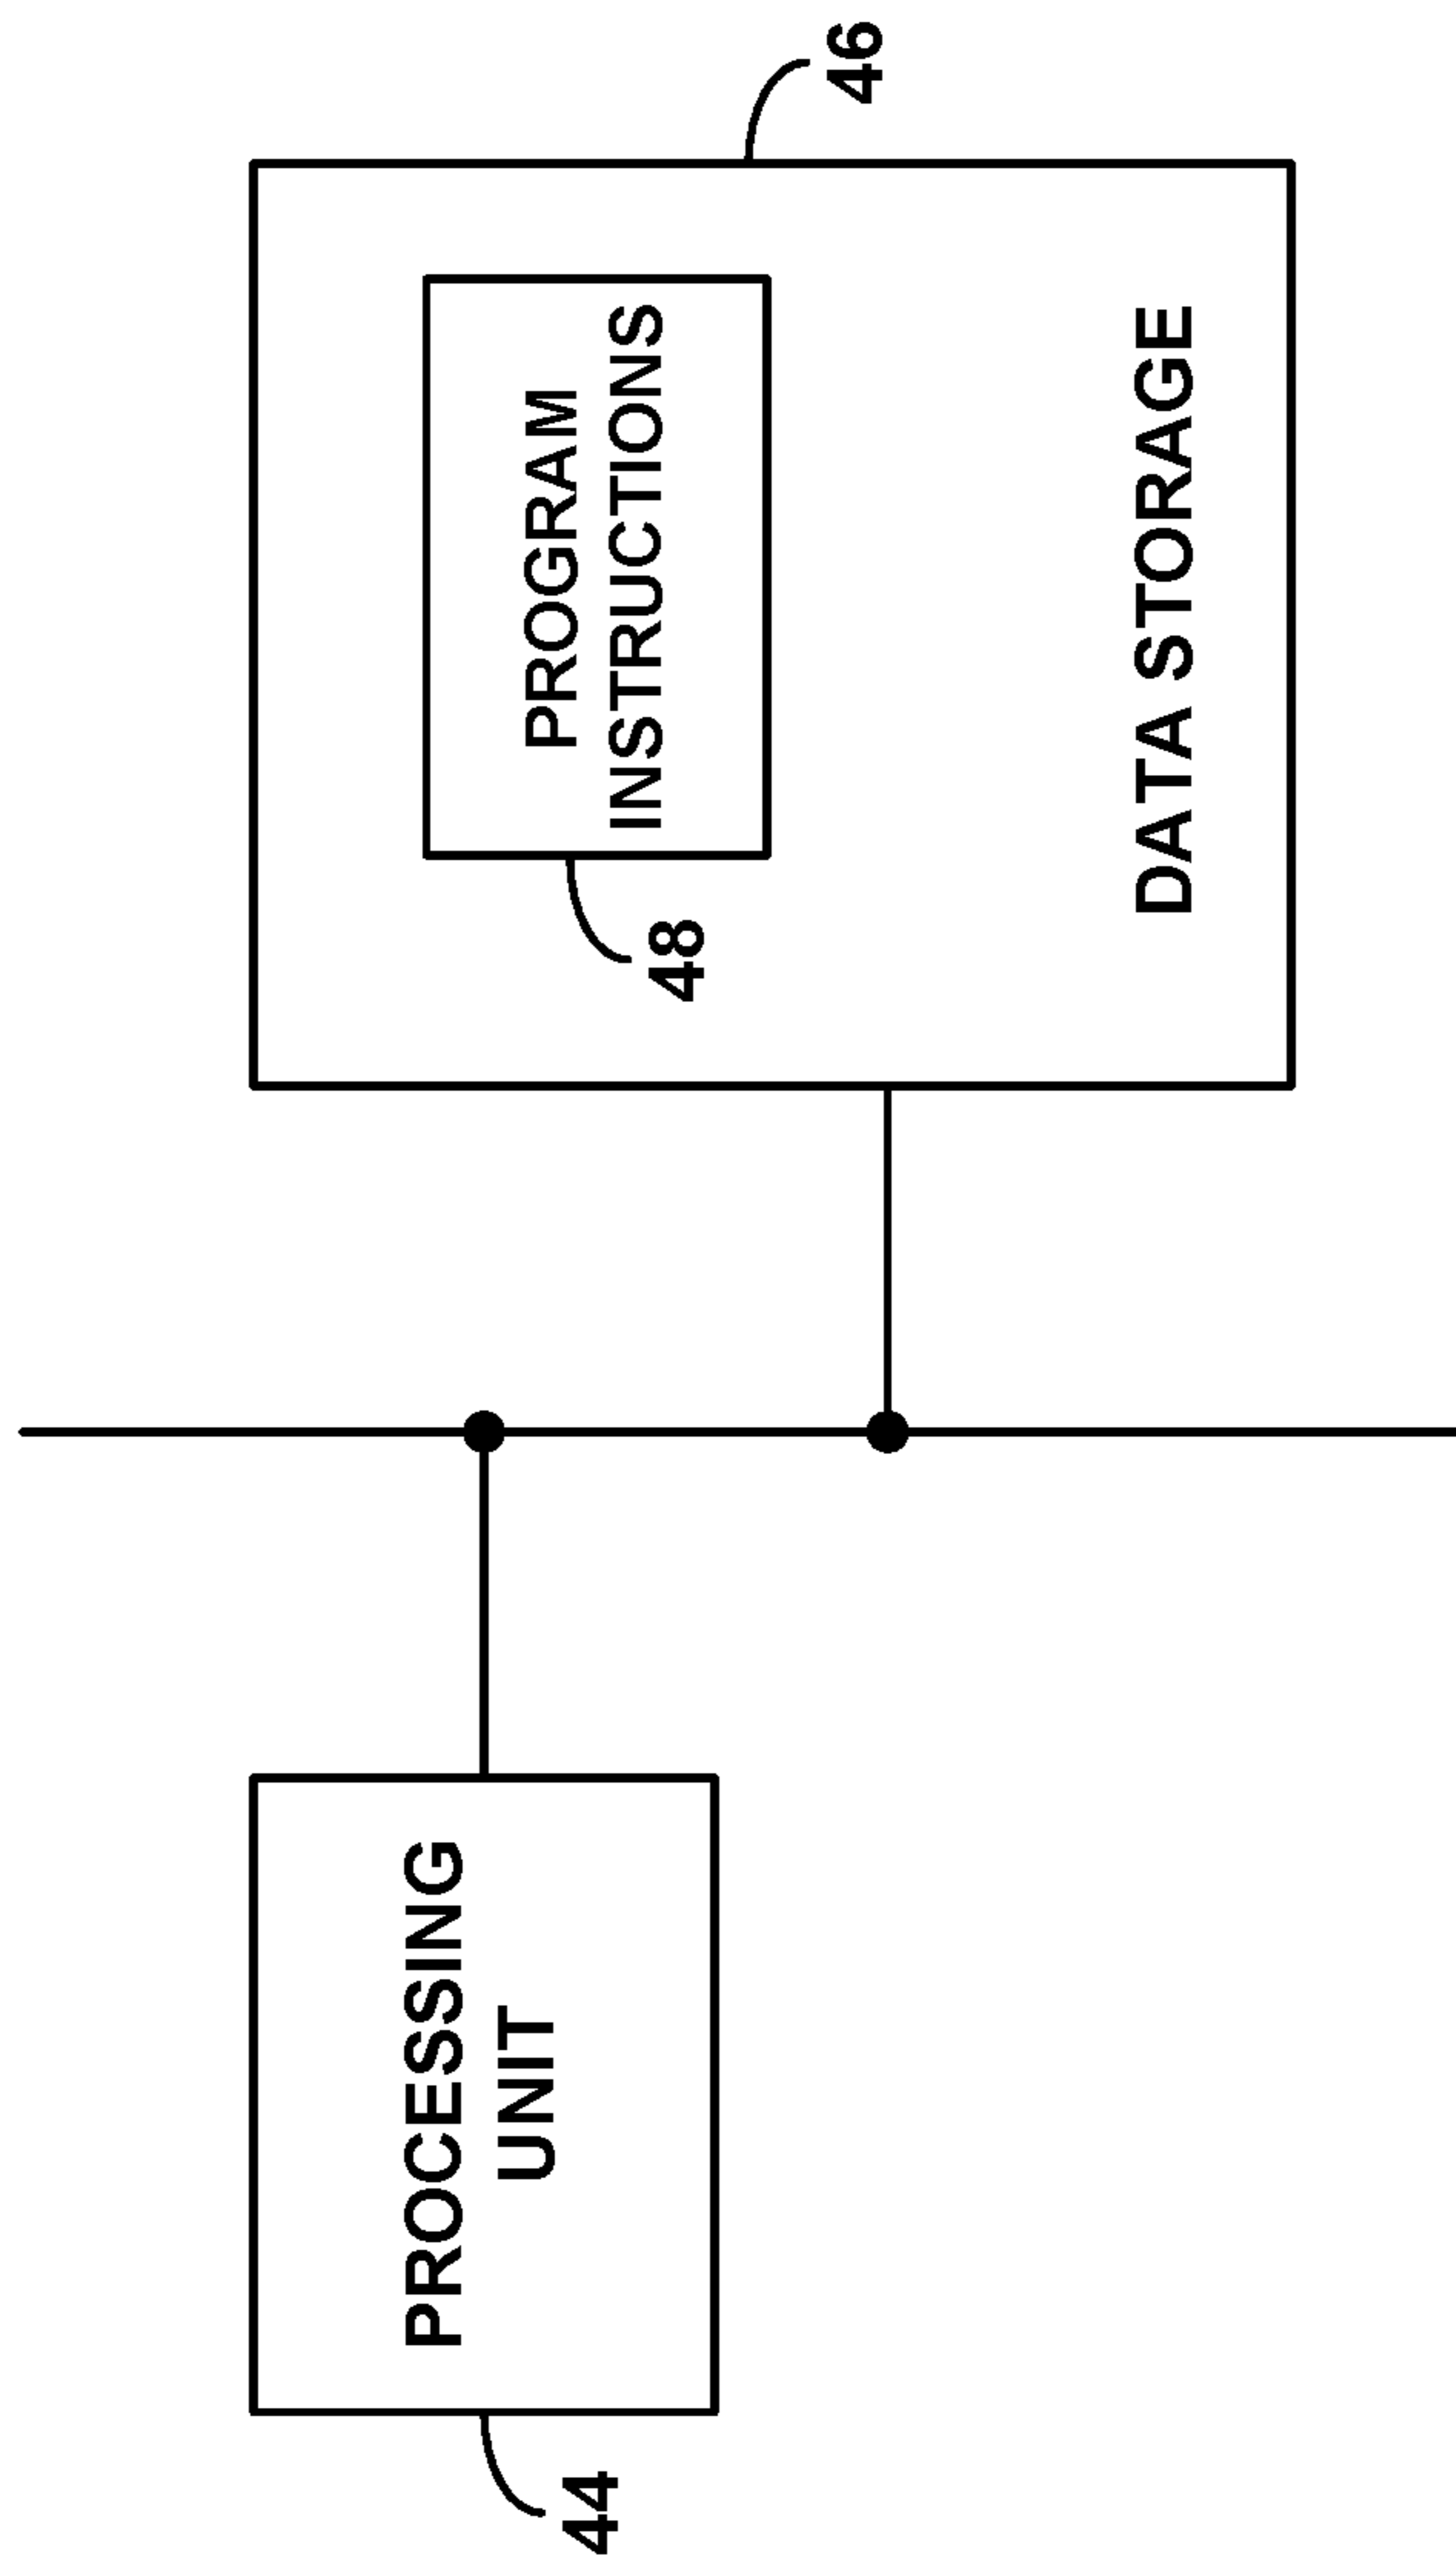 44
PROCESSING
UNIT
48
PROGRAM
INSTRUCTIONS
46
DATA STORAGE